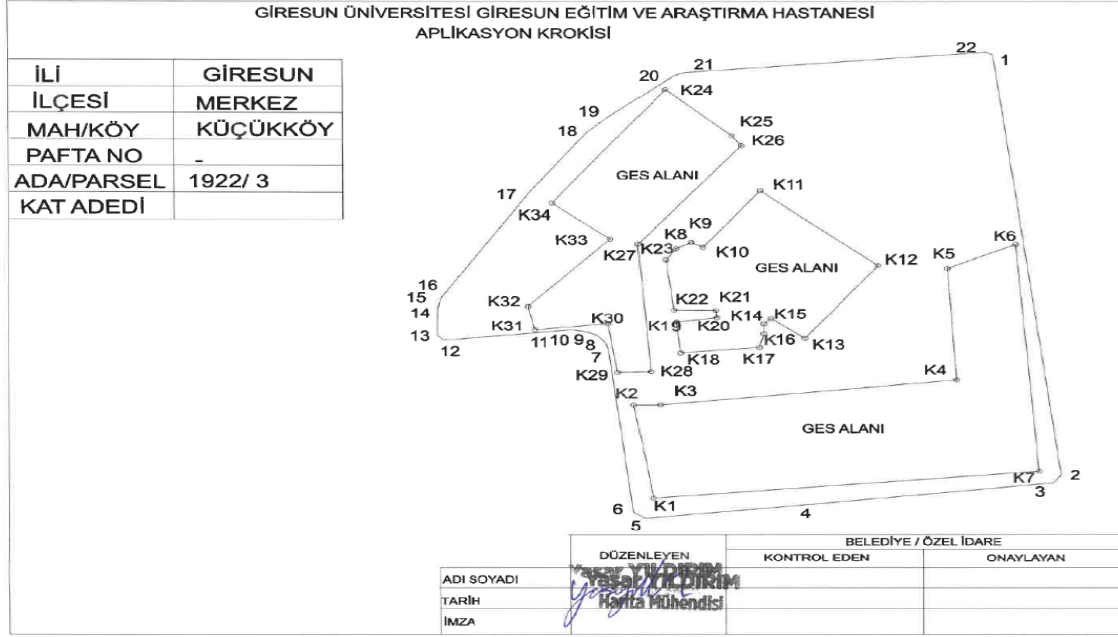 GİRESUN ÜNİVERSİTESİ GİRESUN EĞİTİM VE ARAŞTIRMA HASTANESİ
APLİKASYON KROKİSİ
İLİ GİRESUN
İLÇESİ MERKEZ
MAH/KÖY KÜÇÜKKÖY
PAFTA NO -
ADA/PARSEL 1922/ 3
KAT ADEDİ
22
1
21
20
K24
19
18
K25
K26
GES ALANI
17
K11
K34
K33
K27
K23
K8
K9
K10
K6
K5
K12
GES ALANI
16
15
14
13
12
K32
K31
K30
11
10
9
8
7
K22
K21
K19
K20
K14
K15
K16
K13
K18
K17
K29
K28
K2
K3
K4
GES ALANI
K1
K7
2
3
4
6
5
BELEDİYE / ÖZEL İDARE
DÜZENLEYEN
KONTROL EDEN
ONAYLAYAN
ADI SOYADI
Yaşar YILDIRIM
Yaşar YILDIRIM
TARİH
Harita Mühendisi
İMZA